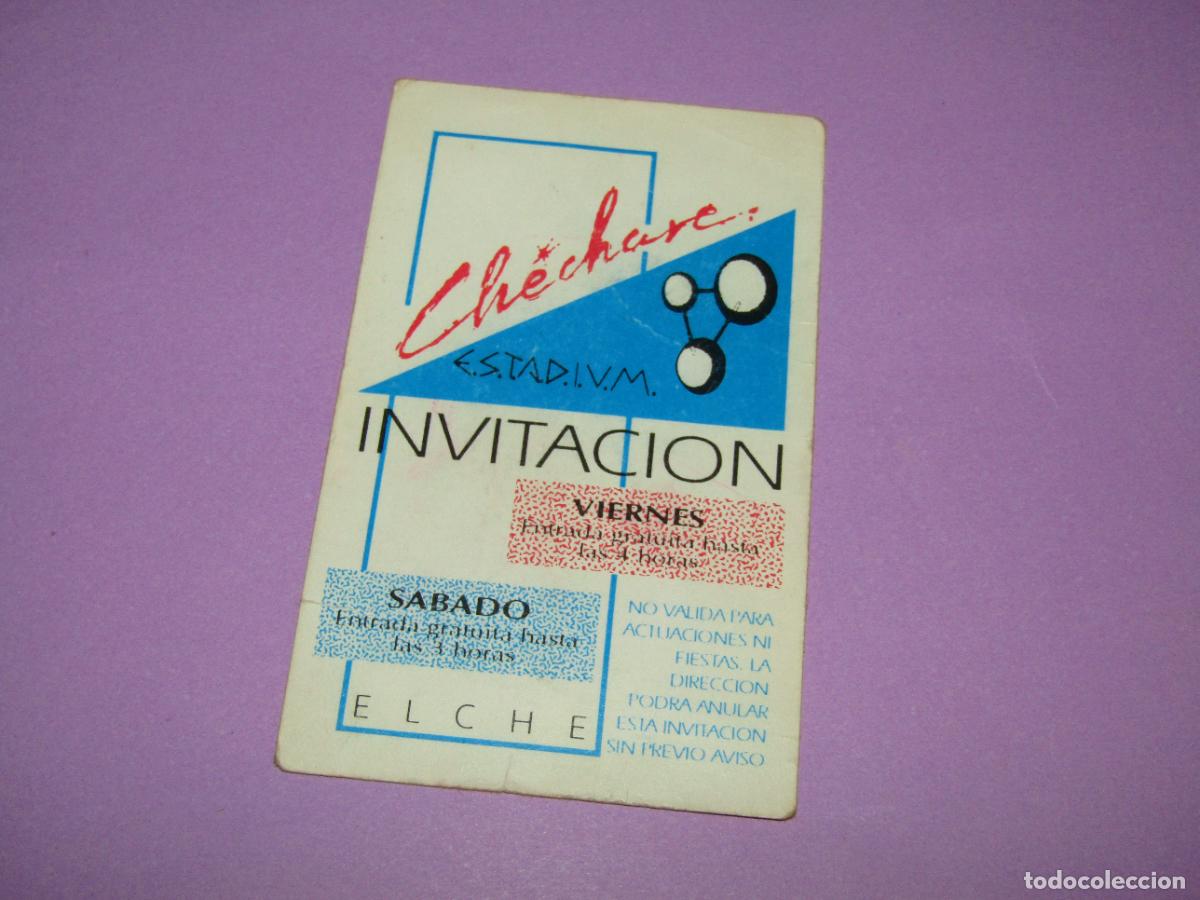 Chéchare.
E.S.T.A.D.I.V.M.
INVITACION
VIERNES
Entrada gratuita hasta
las 4 horas
SABADO
Entrada gratuita hasta
las 3 horas
NO VALIDA PARA
ACTUACIONES NI
FIESTAS. LA
DIRECCION
PODRA ANULAR
ESTA INVITACION
SIN PREVIO AVISO
ELCHE
todocoleccion